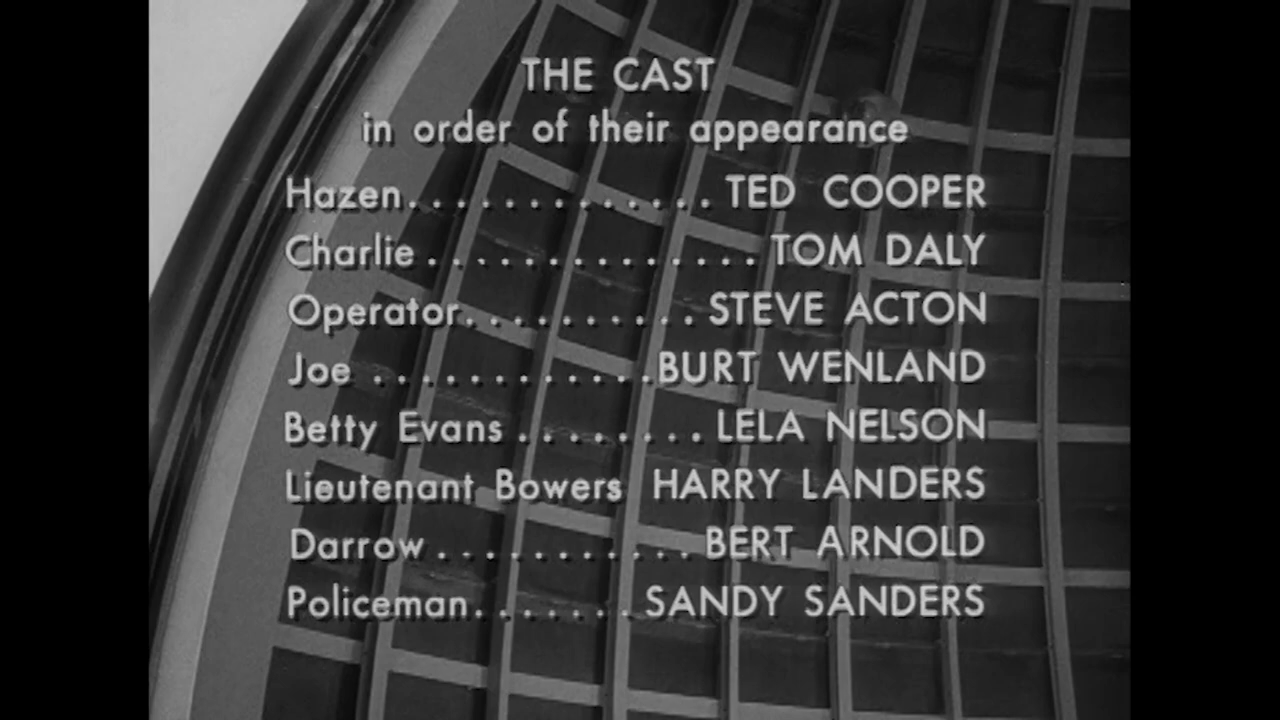 THE CAST
in order of their appearance
Hazen.............TED COOPER
Charlie..............TOM DALY
Operator..........STEVE ACTON
Joe............BURT WENLAND
Betty Evans........LELA NELSON
Lieutenant Bowers HARRY LANDERS
Darrow...........BERT ARNOLD
Policeman.......SANDY SANDERS